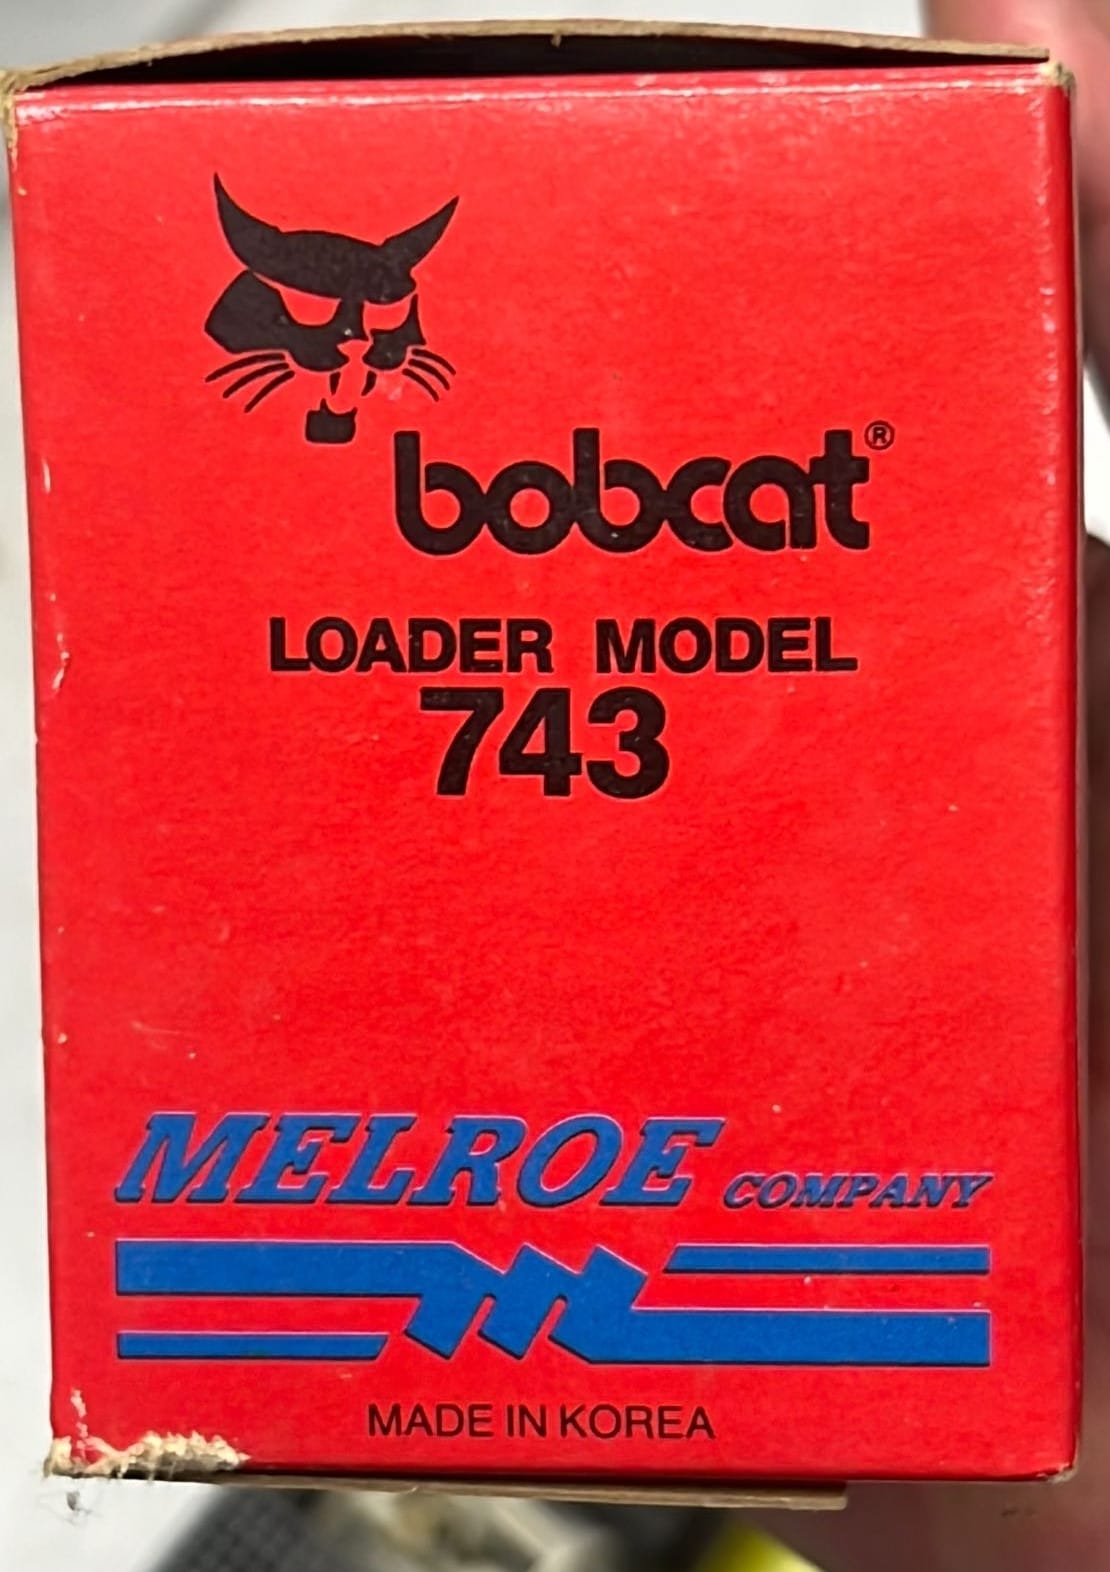 bobcat®
LOADER MODEL
743
MELROE COMPANY
MADE IN KOREA